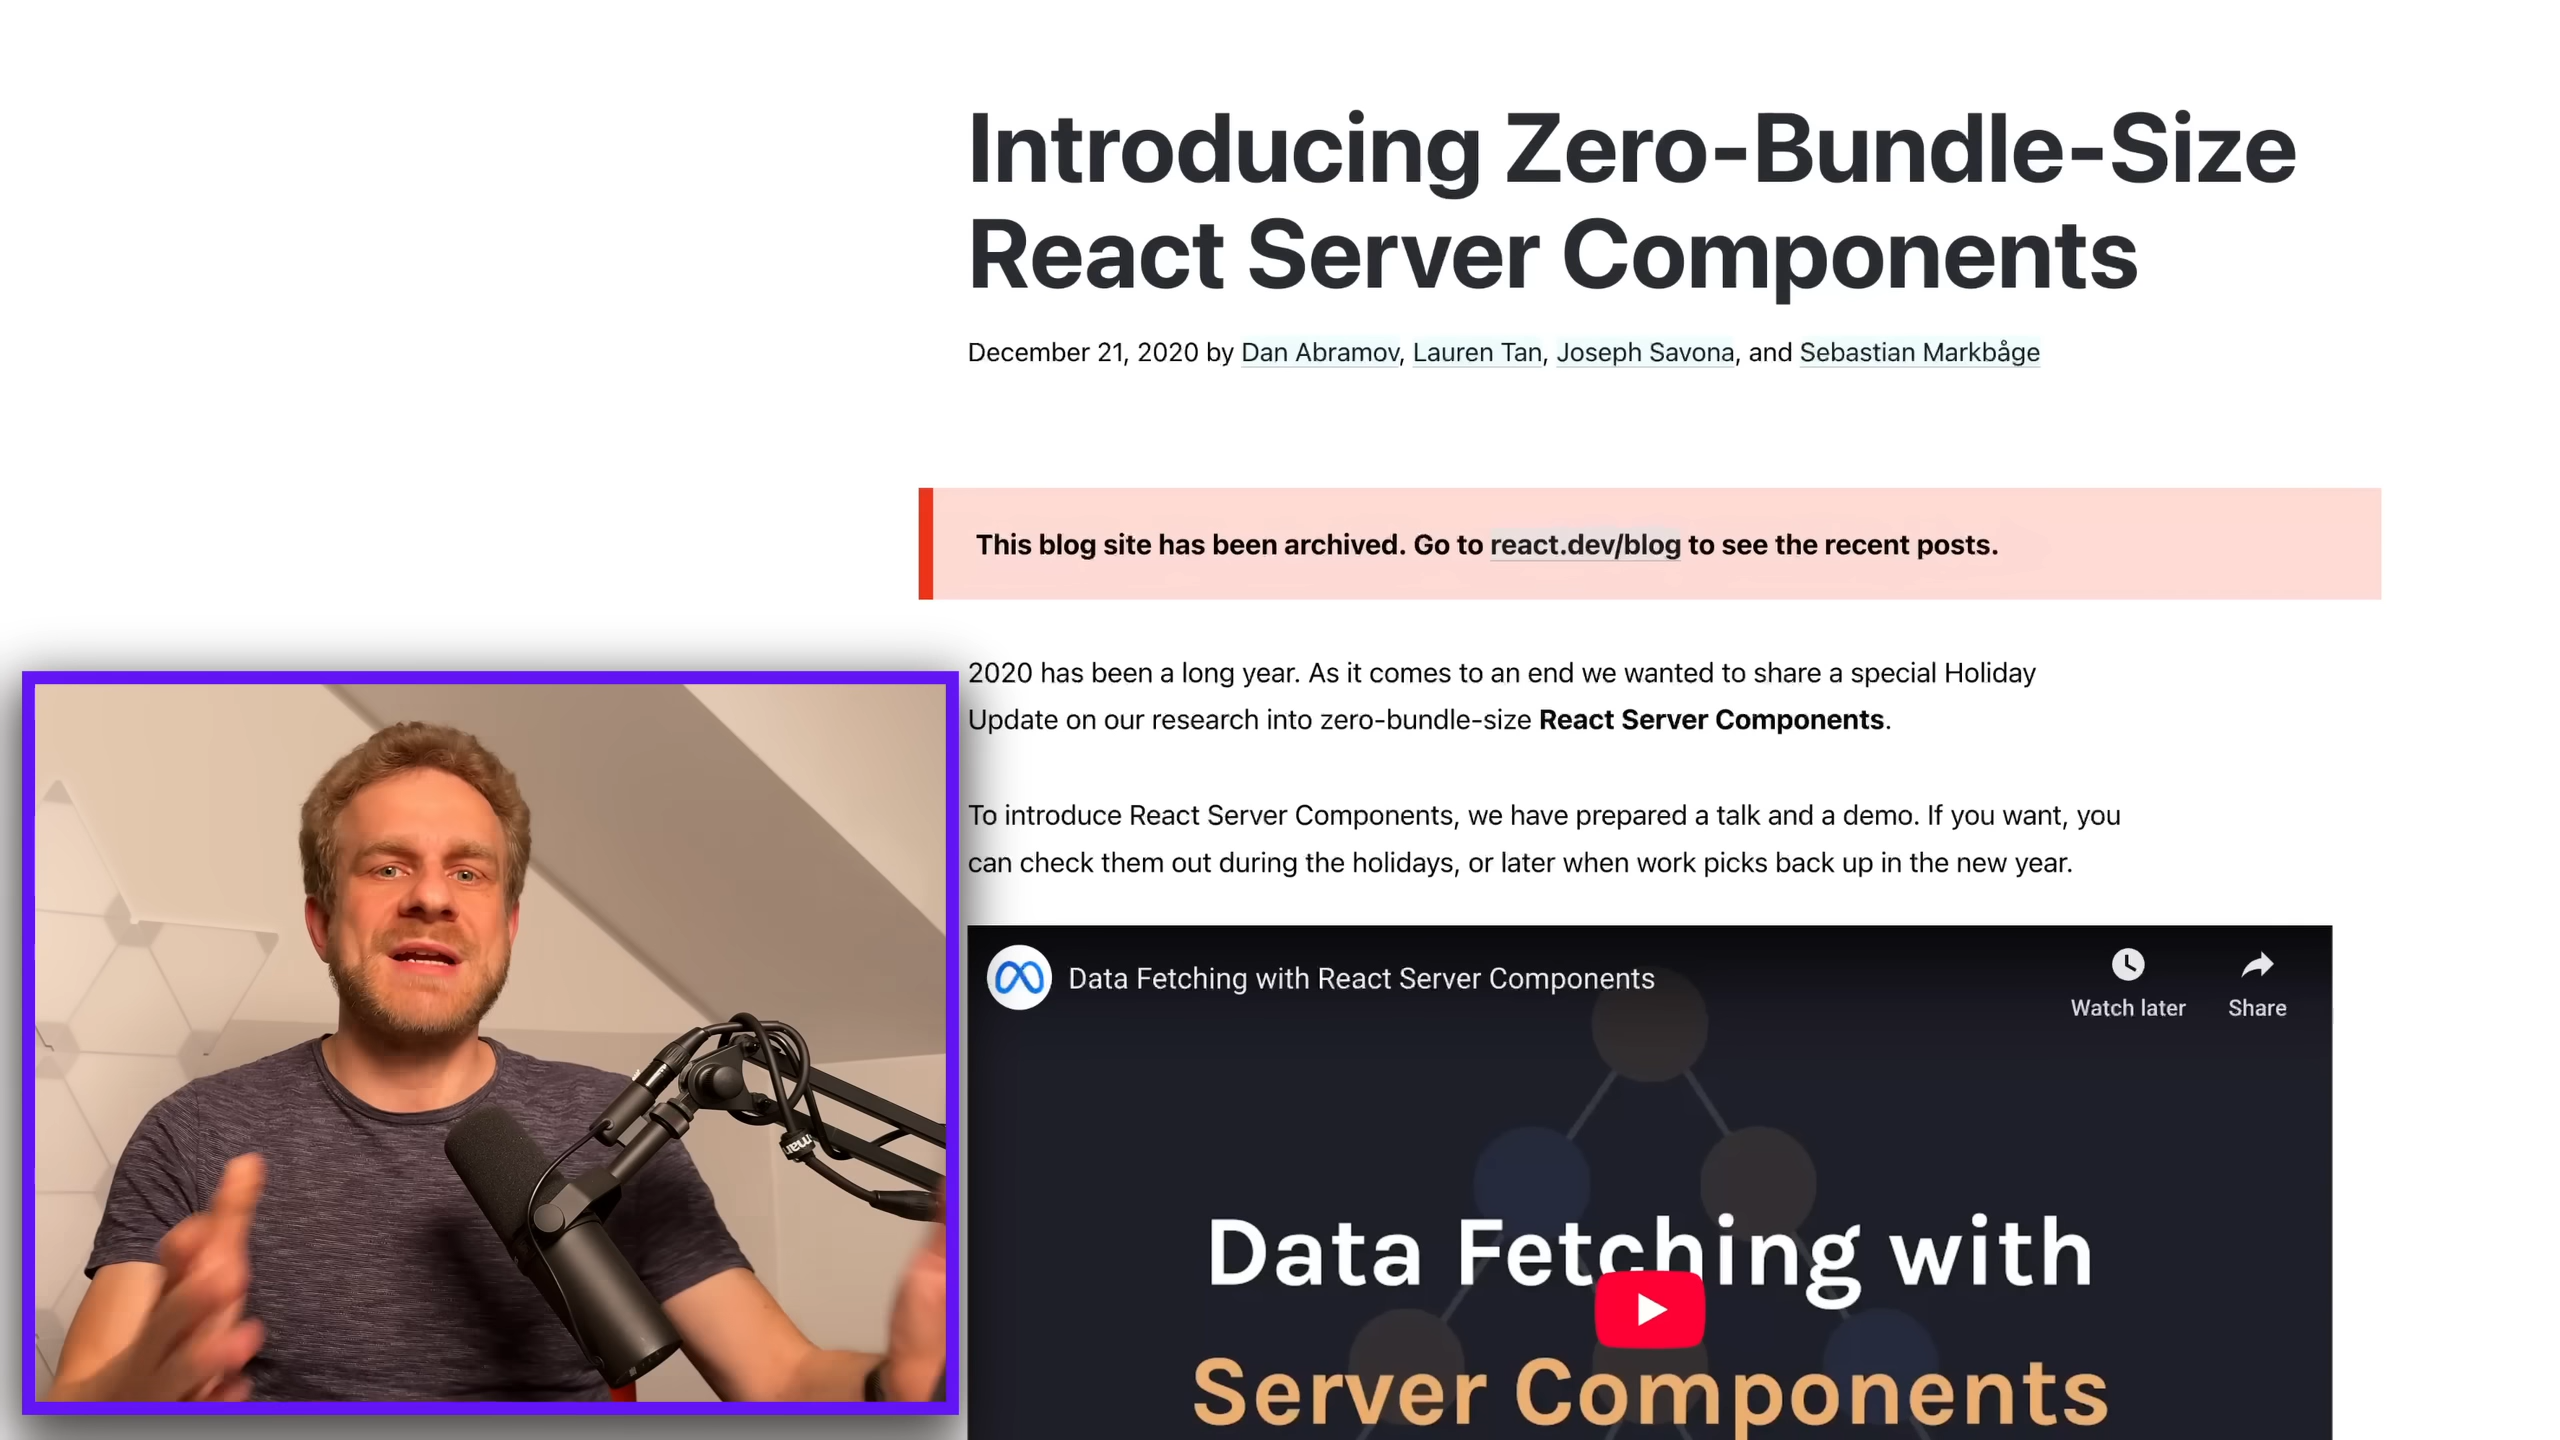 Introducing Zero-Bundle-Size
React Server Components
December 21, 2020 by Dan Abramov, Lauren Tan, Joseph Savona, and Sebastian Markbåge
This blog site has been archived. Go to react.dev/blog to see the recent posts.
2020 has been a long year. As it comes to an end we wanted to share a special Holiday
Update on our research into zero-bundle-size React Server Components.
To introduce React Server Components, we have prepared a talk and a demo. If you want, you
can check them out during the holidays, or later when work picks back up in the new year.
Data Fetching with React Server Components
Watch later
Share
Data Fetching with
Server Components